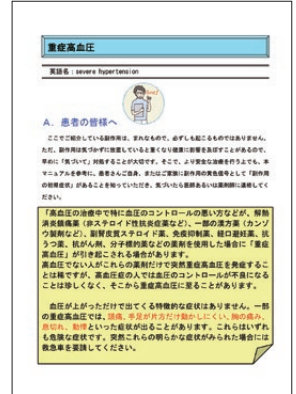 重症高血圧
英語名：severe hypertension
A．患者の皆様へ
ここでご紹介している副作用は、まれなもので、必ずしも起こるものではありません。
ただ、副作用は気づかずに放置していると重くなり健康に影響を及ぼすことがあるので、
早めに「気づいて」対処することが大切です。そこで、より安全な治療を行う上でも、本
マニュアルを参考に、患者さんご自身、またはご家族に副作用の黄色信号として「副作用
の初期症状」があることを知っていただき、気づいたら医師あるいは薬剤師に連絡してく
ださい。
「高血圧の治療中で特に血圧のコントロールの悪い方などが、解熱
消炎鎮痛薬（非ステロイド性抗炎症薬など）、一部の漢方薬（カンゾ
ウ製剤など）、副腎皮質ステロイド薬、免疫抑制薬、経口避妊薬、抗
うつ薬、抗がん剤、分子標的薬などの薬剤を使用した場合に「重症
高血圧」が引き起こされる場合があります。
高血圧でない人がこれらの薬剤だけで突然重症高血圧を発症するこ
とは稀ですが、高血圧症の人では血圧のコントロールが不良になる
ことは珍しくなく、そこから重症高血圧に至ることがあります。
血圧が上がっただけで出てくる特徴的な症状はありません。一部
の重症高血圧では、頭痛、手足が片方だけ動かしにくい、胸の痛み、
息切れ、動悸といった症状が出ることがあります。これらはいずれ
も危険な症状です。突然これらの明らかな症状がみられた場合には
救急車を要請してください。